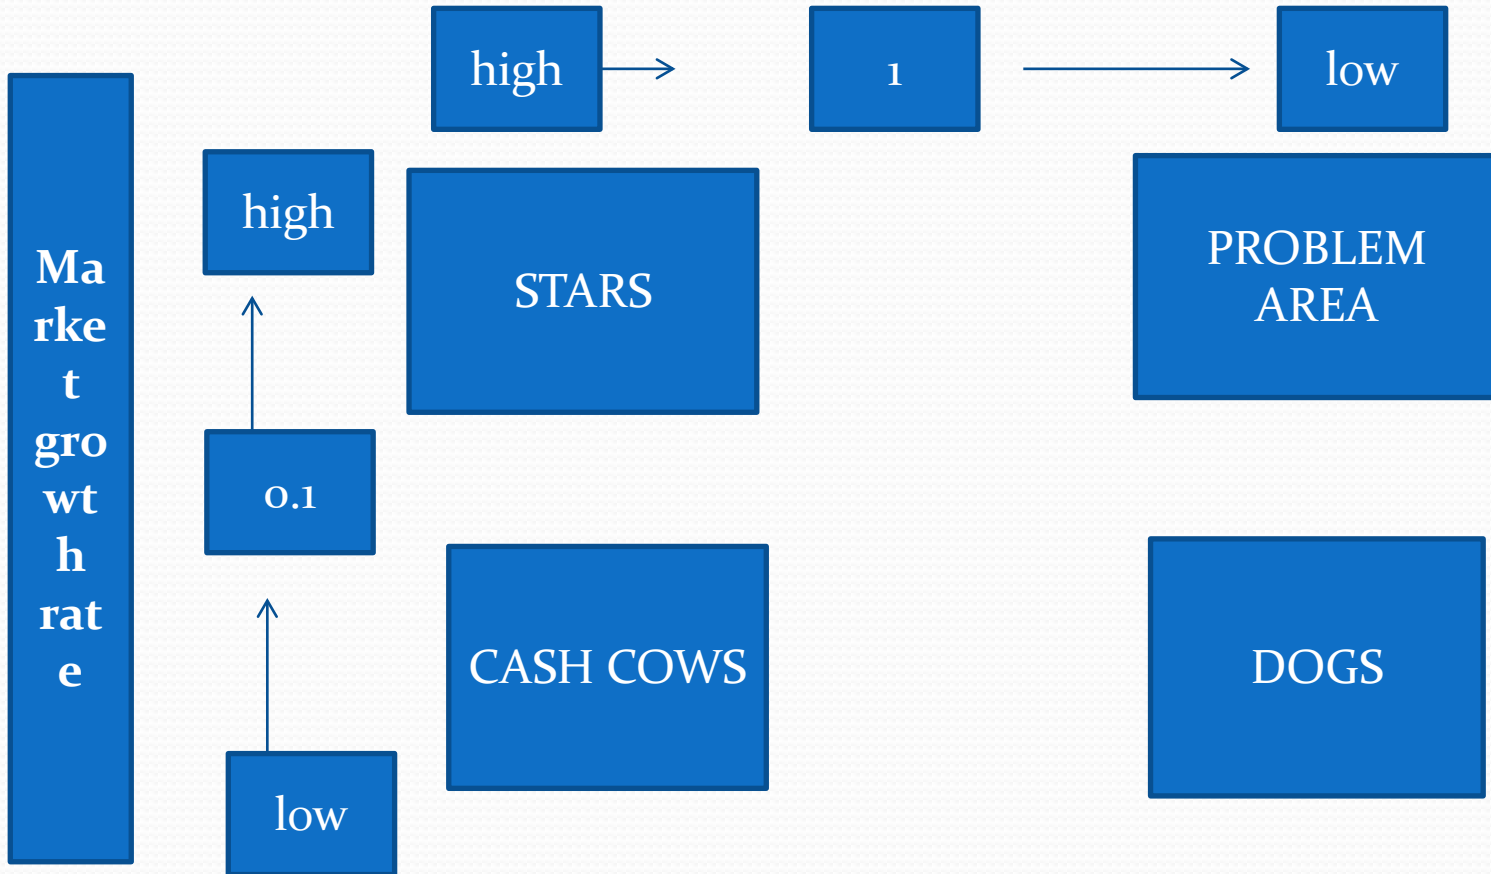 high
1
low
Ma
rke
t
gro
wt
h
rat
e
high
STARS
PROBLEM
AREA
0.1
CASH COWS
DOGS
low